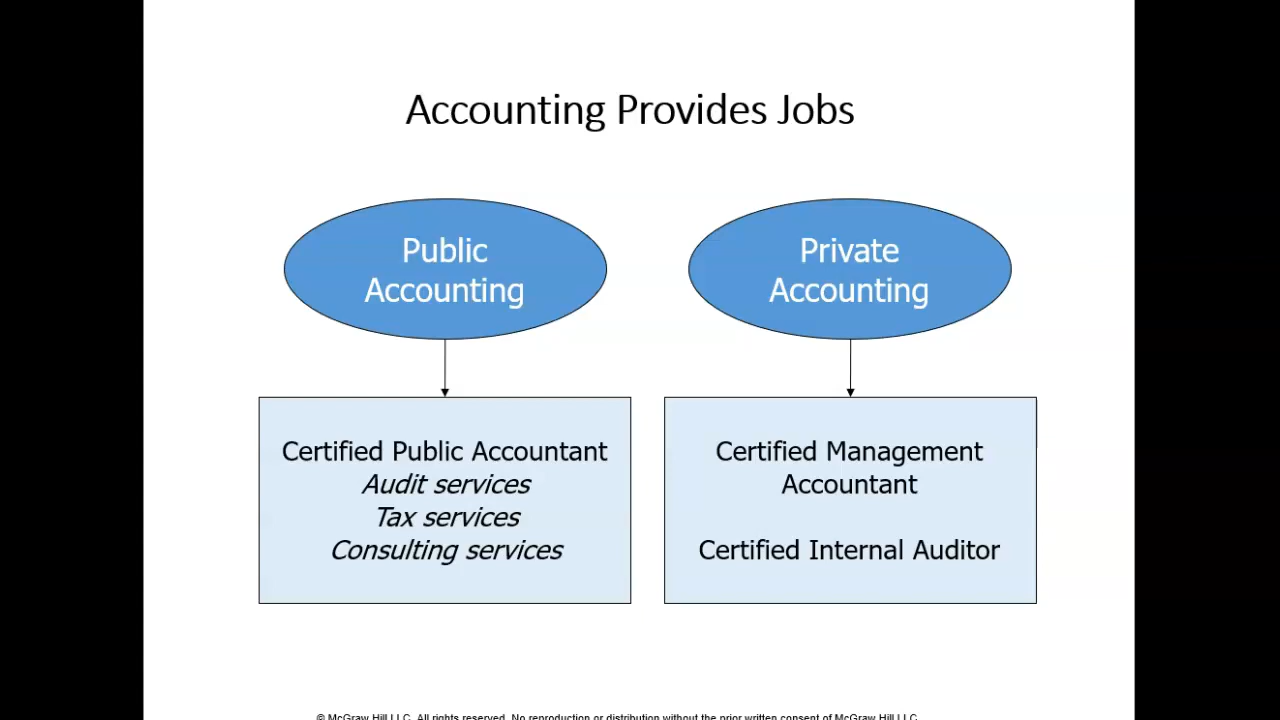 Accounting Provides Jobs
Public
Accounting
Private
Accounting
Certified Public Accountant
Audit services
Tax services
Consulting services
Certified Management
Accountant
Certified Internal Auditor
© McGraw Hill LLC. All rights reserved. No reproduction or distribution without the prior written consent of McGraw Hill LLC.